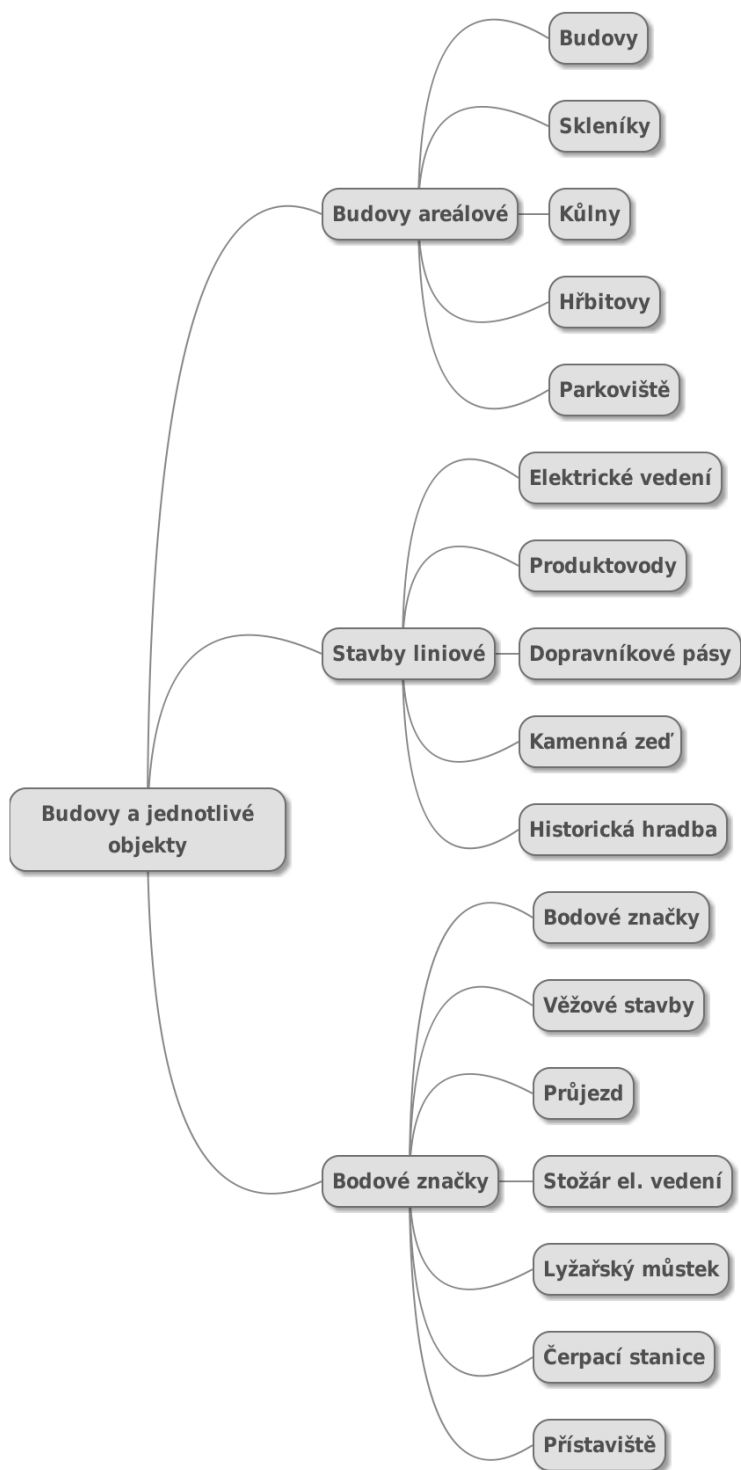 Budovy
Skleníky
Budovy areálové
Kůlny
Hřbitovy
Parkoviště
Elektrické vedení
Produktovody
Stavby liniové
Dopravníkové pásy
Kamenná zeď
Budovy a jednotlivé
objekty
Historická hradba
Bodové značky
Věžové stavby
Průjezd
Bodové značky
Stožár el. vedení
Lyžařský můstek
Čerpací stanice
Přístaviště